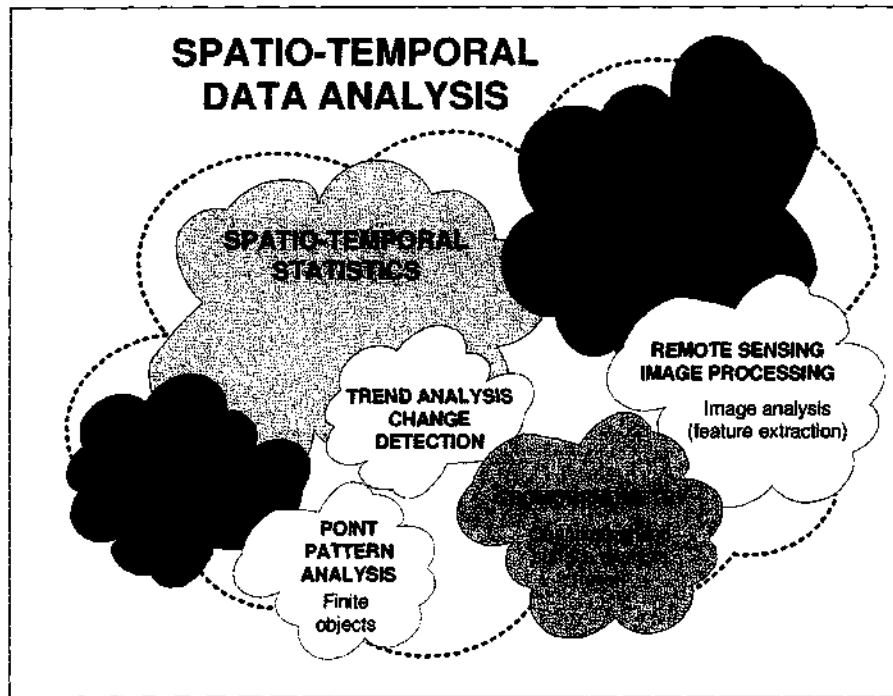 SPATIO-TEMPORAL
DATA ANALYSIS
SPATIO-TEMPORAL
STATISTICS
REMOTE SENSING
IMAGE PROCESSING
Image analysis
(feature extraction)
TREND ANALYSIS
CHANGE
DETECTION
POINT
PATTERN
ANALYSIS
Finite
objects